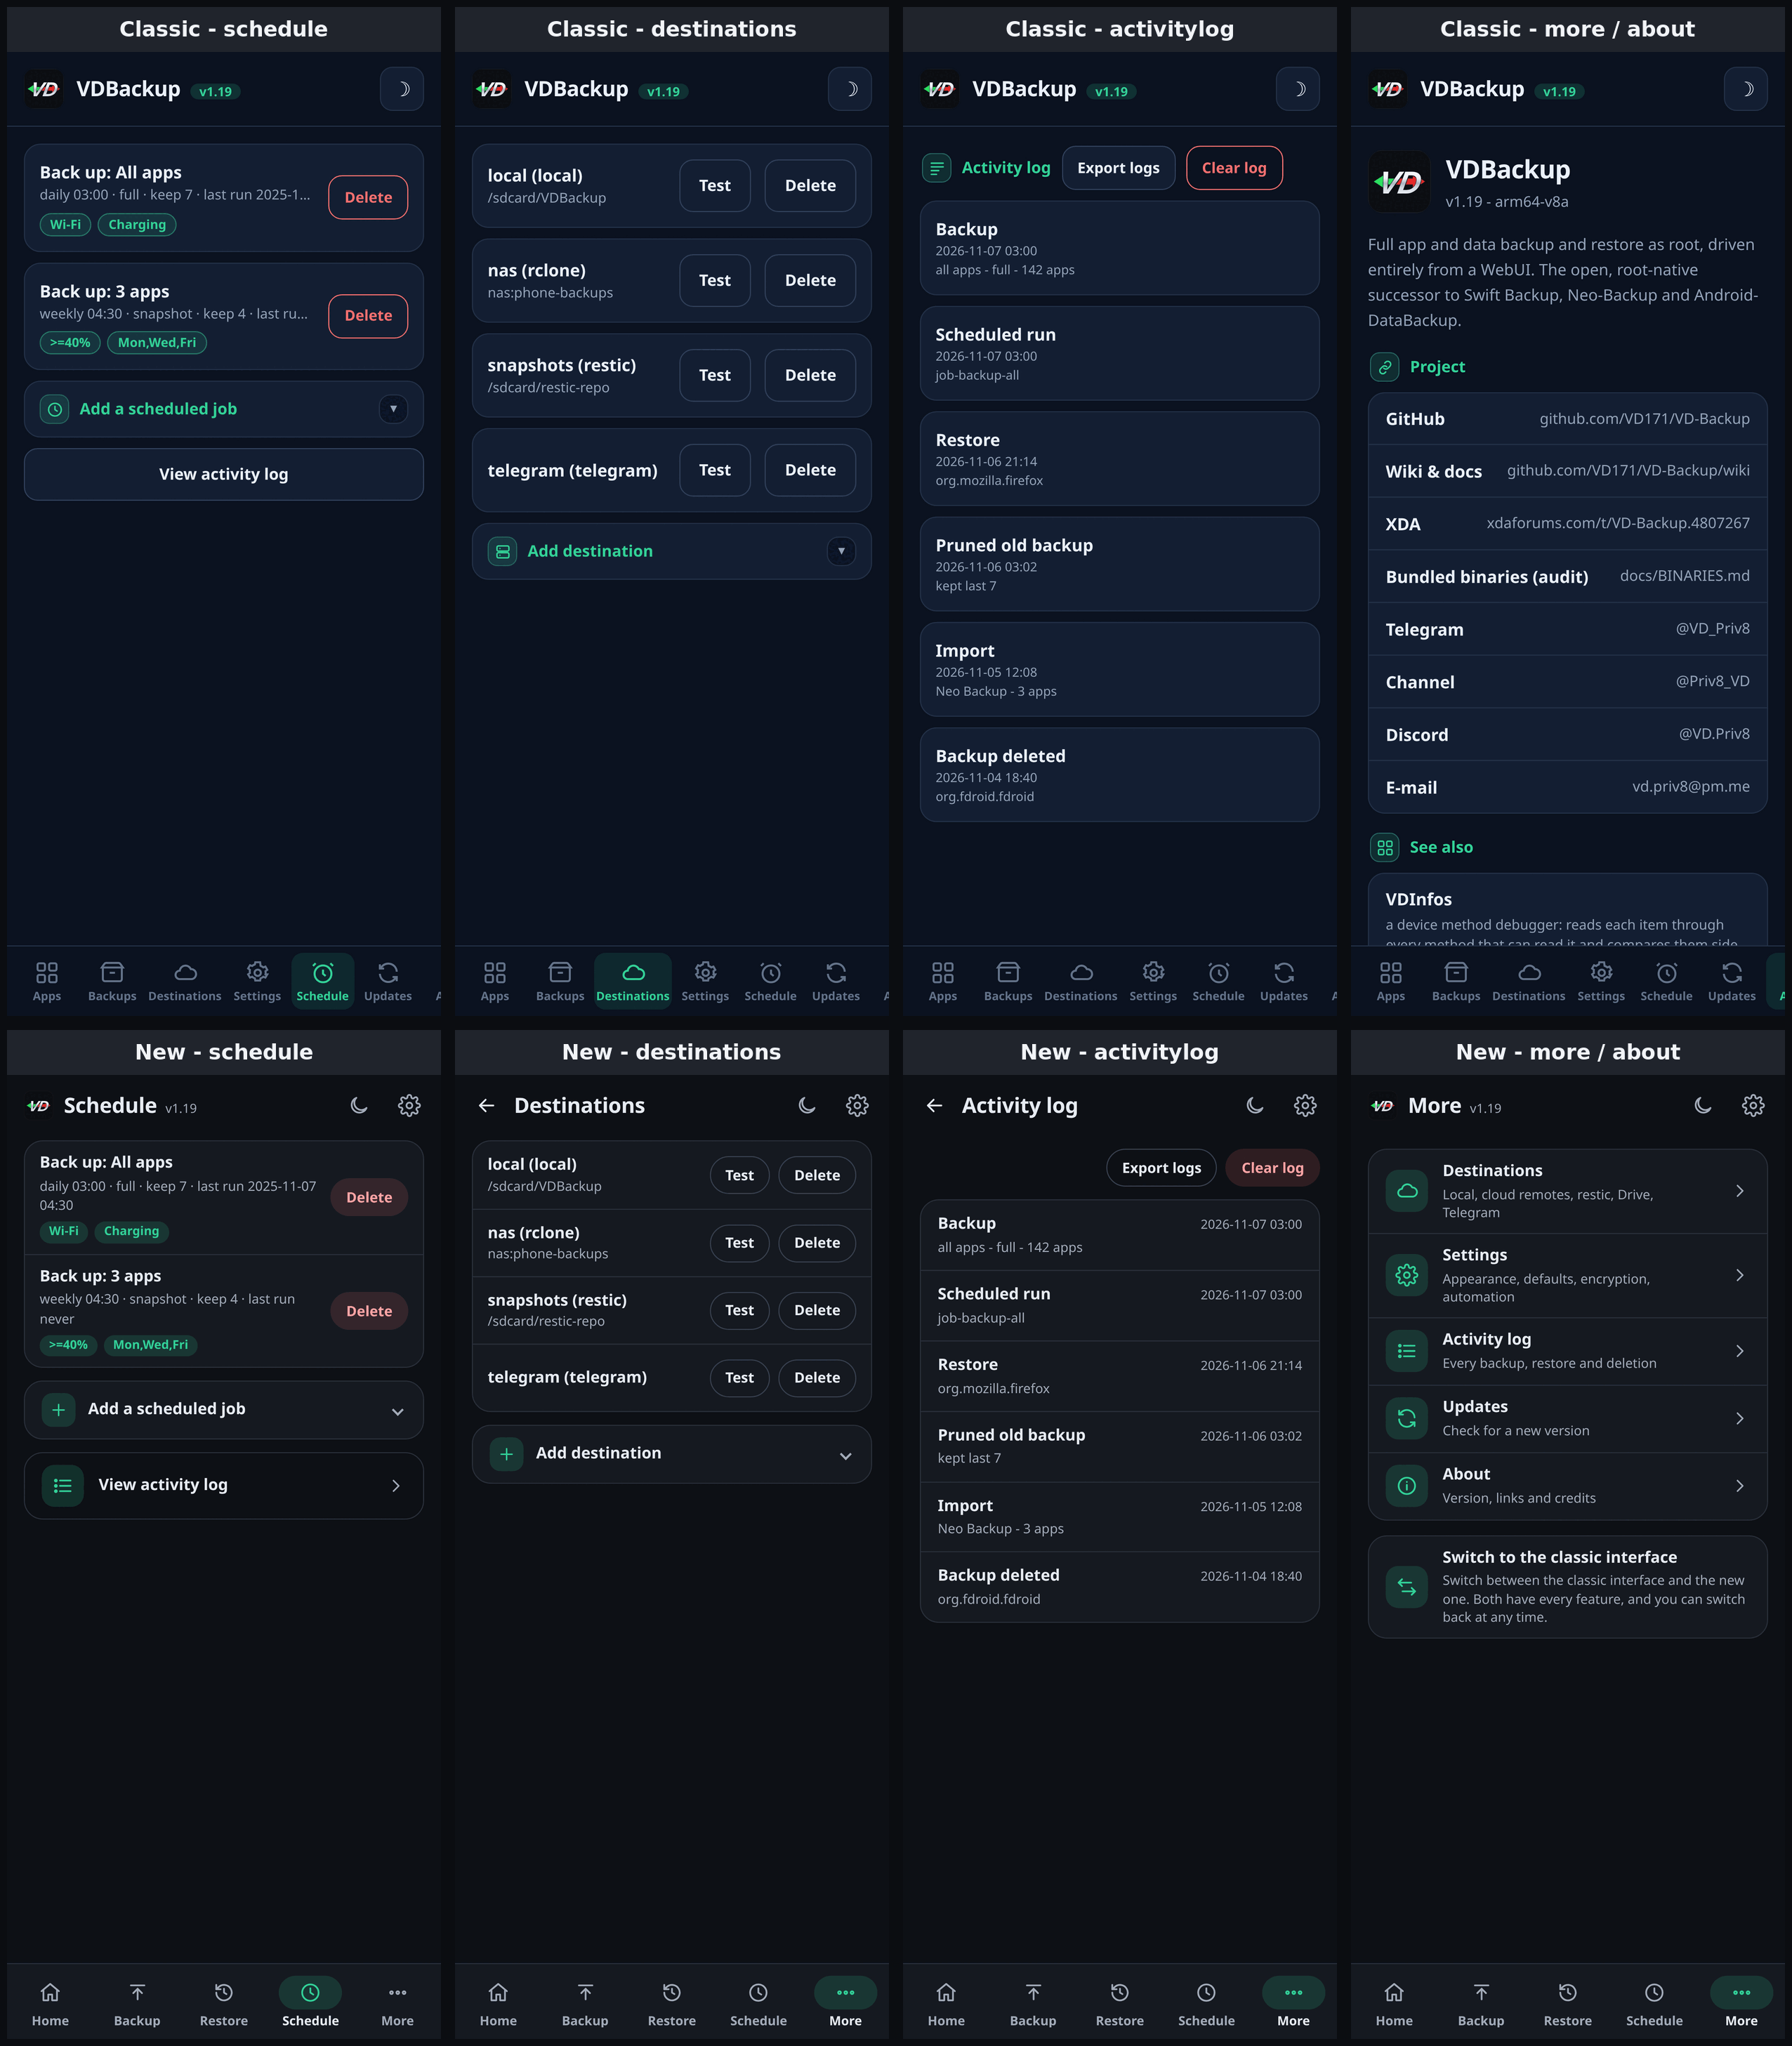 Classic - schedule
VD VDBackup v1.19
Back up: All apps
daily 03:00 · full · keep 7 · last run 2025-1...
Delete
Wi-Fi Charging
Back up: 3 apps
weekly 04:30 · snapshot · keep 4 · last ru...
Delete
>=40% Mon,Wed,Fri
Add a scheduled job
View activity log
Apps Backups Destinations Settings Schedule Updates A
Classic - destinations
VD VDBackup v1.19
local (local)
/sdcard/VDBackup
Test Delete
nas (rclone)
nas:phone-backups
Test Delete
snapshots (restic)
/sdcard/restic-repo
Test Delete
telegram (telegram) Test Delete
Add destination
Apps Backups Destinations Settings Schedule Updates A
Classic - activitylog
VD VDBackup v1.19
Activity log Export logs Clear log
Backup
2026-11-07 03:00
all apps - full - 142 apps
Scheduled run
2026-11-07 03:00
job-backup-all
Restore
2026-11-06 21:14
org.mozilla.firefox
Pruned old backup
2026-11-06 03:02
kept last 7
Import
2026-11-05 12:08
Neo Backup - 3 apps
Backup deleted
2026-11-04 18:40
org.fdroid.fdroid
Apps Backups Destinations Settings Schedule Updates A
Classic - more / about
VD VDBackup v1.19
VD VDBackup
v1.19 - arm64-v8a
Full app and data backup and restore as root, driven
entirely from a WebUI. The open, root-native
successor to Swift Backup, Neo-Backup and Android-
DataBackup.
Project
GitHub github.com/VD171/VD-Backup
Wiki & docs github.com/VD171/VD-Backup/wiki
XDA xdaforums.com/t/VD-Backup.4807267
Bundled binaries (audit) docs/BINARIES.md
Telegram @VD_Priv8
Channel @Priv8_VD
Discord @VD.Priv8
E-mail vd.priv8@pm.me
See also
VDInfos
a device method debugger: reads each item through
every method that can read it and compares them side
Apps Backups Destinations Settings Schedule Updates A
New - schedule
VD Schedule v1.19
Back up: All apps
daily 03:00 · full · keep 7 · last run 2025-11-07
04:30
Delete
Wi-Fi Charging
Back up: 3 apps
weekly 04:30 · snapshot · keep 4 · last run
never
Delete
>=40% Mon,Wed,Fri
Add a scheduled job
View activity log
Home Backup Restore Schedule More
New - destinations
Destinations
local (local)
/sdcard/VDBackup
Test Delete
nas (rclone)
nas:phone-backups
Test Delete
snapshots (restic)
/sdcard/restic-repo
Test Delete
telegram (telegram) Test Delete
Add destination
Home Backup Restore Schedule More
New - activitylog
Activity log
Export logs Clear log
Backup 2026-11-07 03:00
all apps - full - 142 apps
Scheduled run 2026-11-07 03:00
job-backup-all
Restore 2026-11-06 21:14
org.mozilla.firefox
Pruned old backup 2026-11-06 03:02
kept last 7
Import 2026-11-05 12:08
Neo Backup - 3 apps
Backup deleted 2026-11-04 18:40
org.fdroid.fdroid
Home Backup Restore Schedule More
New - more / about
VD More v1.19
Destinations
Local, cloud remotes, restic, Drive,
Telegram
Settings
Appearance, defaults, encryption,
automation
Activity log
Every backup, restore and deletion
Updates
Check for a new version
About
Version, links and credits
Switch to the classic interface
Switch between the classic interface and the new
one. Both have every feature, and you can switch
back at any time.
Home Backup Restore Schedule More